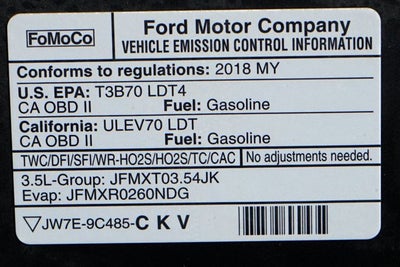 FoMoCo
Ford Motor Company
VEHICLE EMISSION CONTROL INFORMATION
Conforms to regulations: 2018 MY
U.S. EPA: T3B70 LDT4
CA OBD II Fuel: Gasoline
California: ULEV70 LDT
CA OBD II Fuel: Gasoline
TWC/DFI/SFI/WR-HO2S/HO2S/TC/CAC No adjustments needed.
3.5L-Group: JFMXT03.54JK
Evap: JFMXR0260NDG
▽JW7E-9C485-CKV